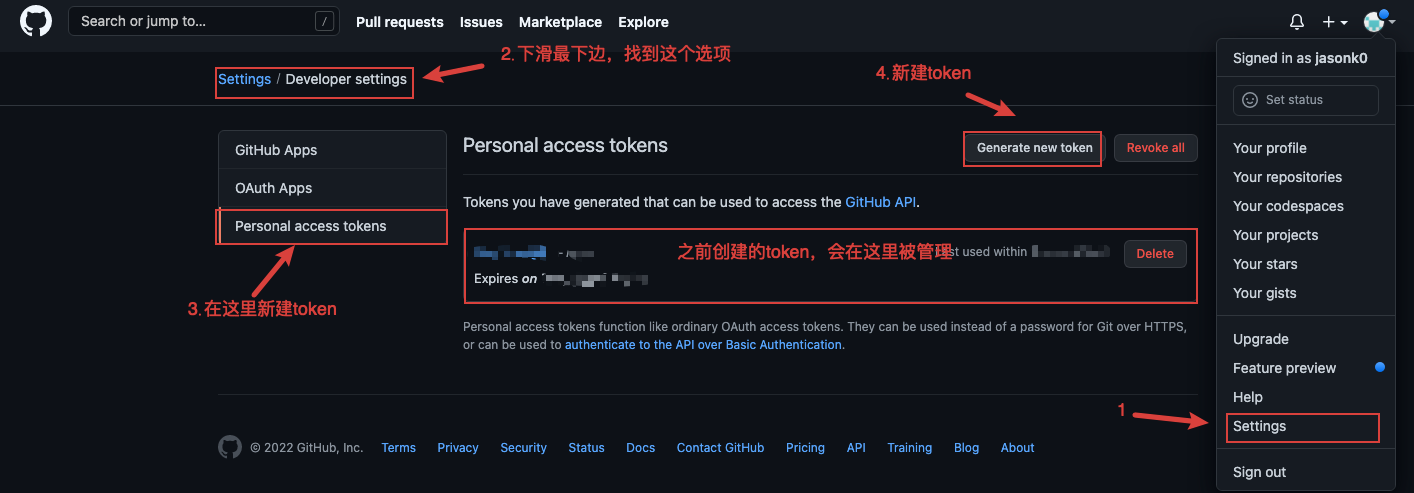 Search or jump to... / Pull requests Issues Marketplace Explore
Signed in as jasonk0
Set status
Your profile
Your repositories
Your codespaces
Your projects
Your stars
Your gists
Upgrade
Feature preview
Help
1
Settings
Sign out
2.下滑最下边，找到这个选项
Settings / Developer settings
4.新建token
GitHub Apps
OAuth Apps
Personal access tokens
3.在这里新建token
Personal access tokens
Generate new token
Revoke all
Tokens you have generated that can be used to access the GitHub API.
之前创建的token，会在这里被管理
used within
Delete
Expires on
Personal access tokens function like ordinary OAuth access tokens. They can be used instead of a password for Git over HTTPS,
or can be used to authenticate to the API over Basic Authentication.
© 2022 GitHub, Inc. Terms Privacy Security Status Docs Contact GitHub Pricing API Training Blog About